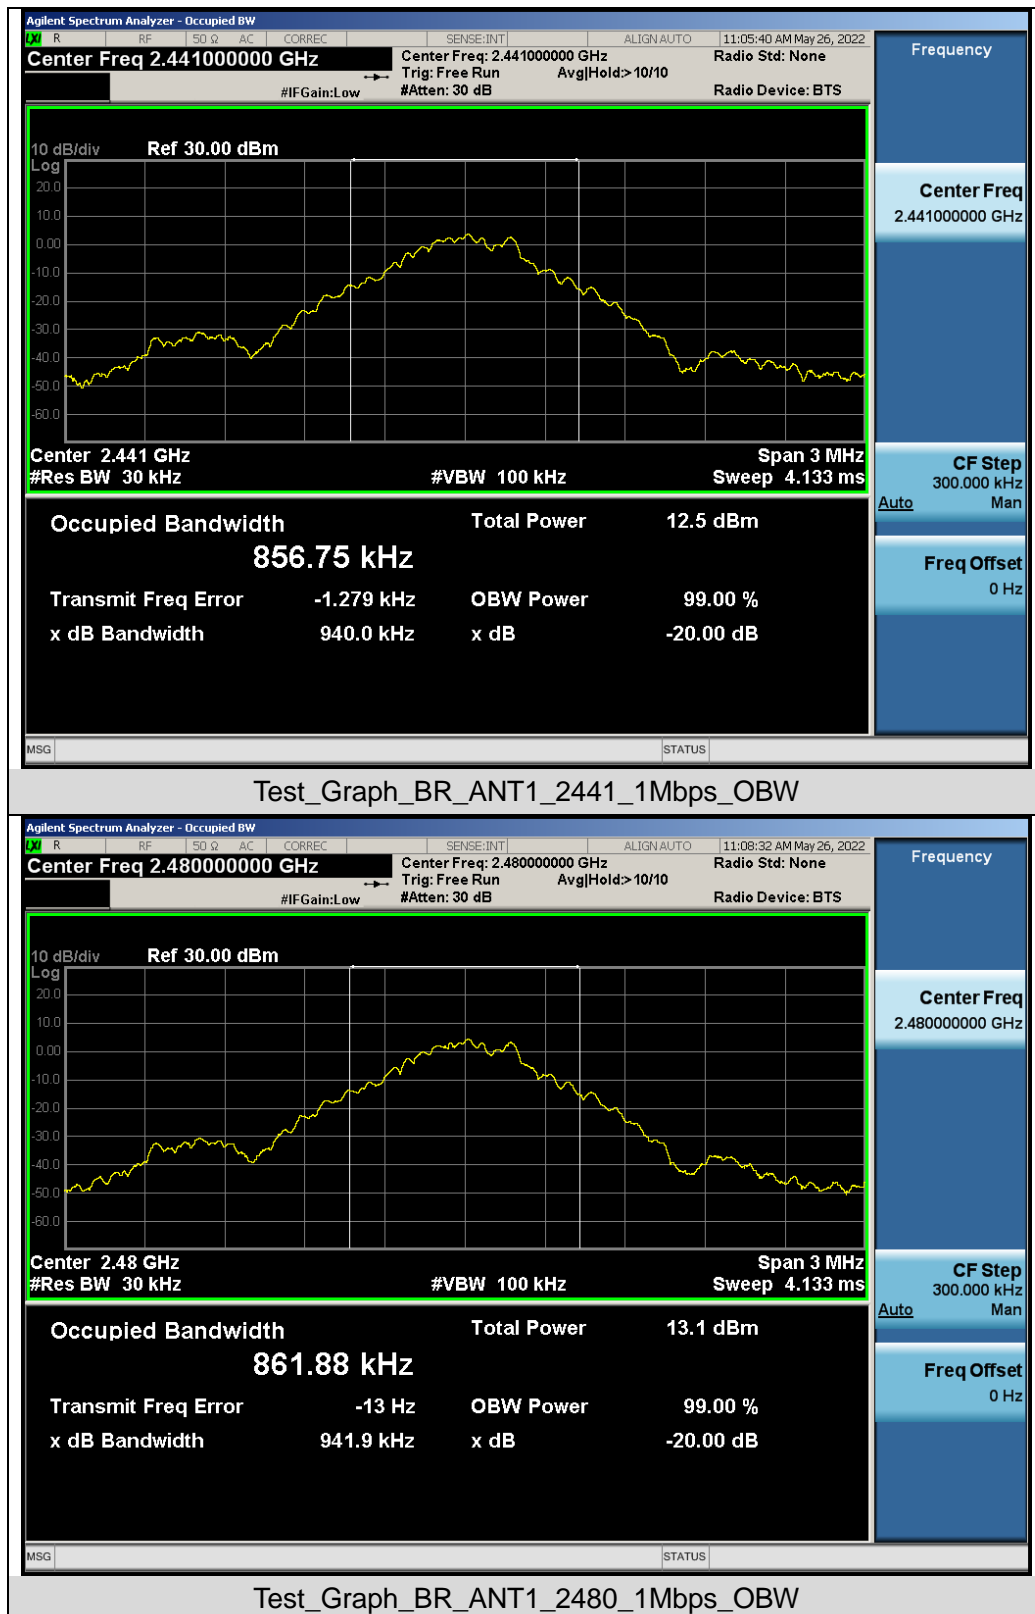 Agilent Spectrum Analyzer - Occupied BW
LXI R RF 50 Ω AC CORREC SENSE:INT ALIGN AUTO 11:05:40 AM May 26, 2022
Center Freq 2.441000000 GHz Center Freq: 2.441000000 GHz Radio Std: None
Trig: Free Run Avg|Hold:> 10/10
#IFGain:Low #Atten: 30 dB Radio Device: BTS
Frequency
10 dB/div Ref 30.00 dBm
Log
20.0
10.0
0.00
-10.0
-20.0
-30.0
-40.0
-50.0
-60.0
Center 2.441 GHz Span 3 MHz
#Res BW 30 kHz #VBW 100 kHz Sweep 4.133 ms
Center Freq
2.441000000 GHz
CF Step
300.000 kHz
Auto Man
Freq Offset
0 Hz
Occupied Bandwidth Total Power 12.5 dBm
856.75 kHz
Transmit Freq Error -1.279 kHz OBW Power 99.00 %
x dB Bandwidth 940.0 kHz x dB -20.00 dB
MSG STATUS
Test_Graph_BR_ANT1_2441_1Mbps_OBW
Agilent Spectrum Analyzer - Occupied BW
LXI R RF 50 Ω AC CORREC SENSE:INT ALIGN AUTO 11:08:32 AM May 26, 2022
Center Freq 2.480000000 GHz Center Freq: 2.480000000 GHz Radio Std: None
Trig: Free Run Avg|Hold:> 10/10
#IFGain:Low #Atten: 30 dB Radio Device: BTS
Frequency
10 dB/div Ref 30.00 dBm
Log
20.0
10.0
0.00
-10.0
-20.0
-30.0
-40.0
-50.0
-60.0
Center 2.48 GHz Span 3 MHz
#Res BW 30 kHz #VBW 100 kHz Sweep 4.133 ms
Center Freq
2.480000000 GHz
CF Step
300.000 kHz
Auto Man
Freq Offset
0 Hz
Occupied Bandwidth Total Power 13.1 dBm
861.88 kHz
Transmit Freq Error -13 Hz OBW Power 99.00 %
x dB Bandwidth 941.9 kHz x dB -20.00 dB
MSG STATUS
Test_Graph_BR_ANT1_2480_1Mbps_OBW